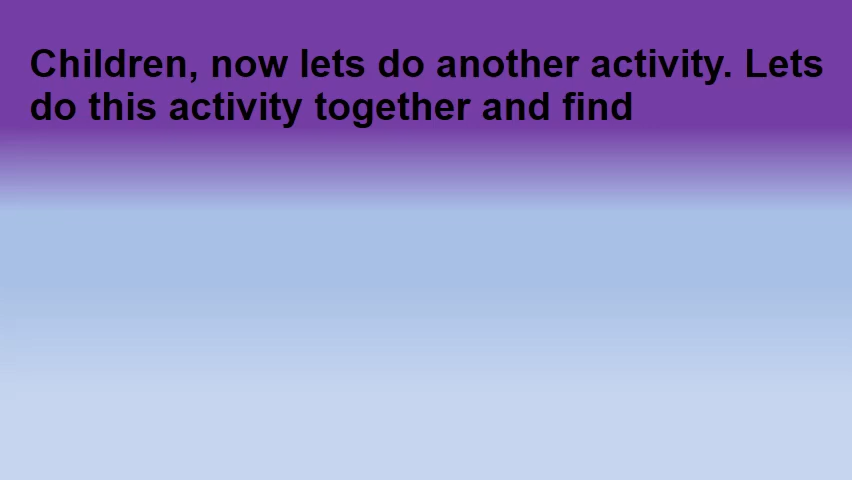 Children, now lets do another activity. Lets
do this activity together and find